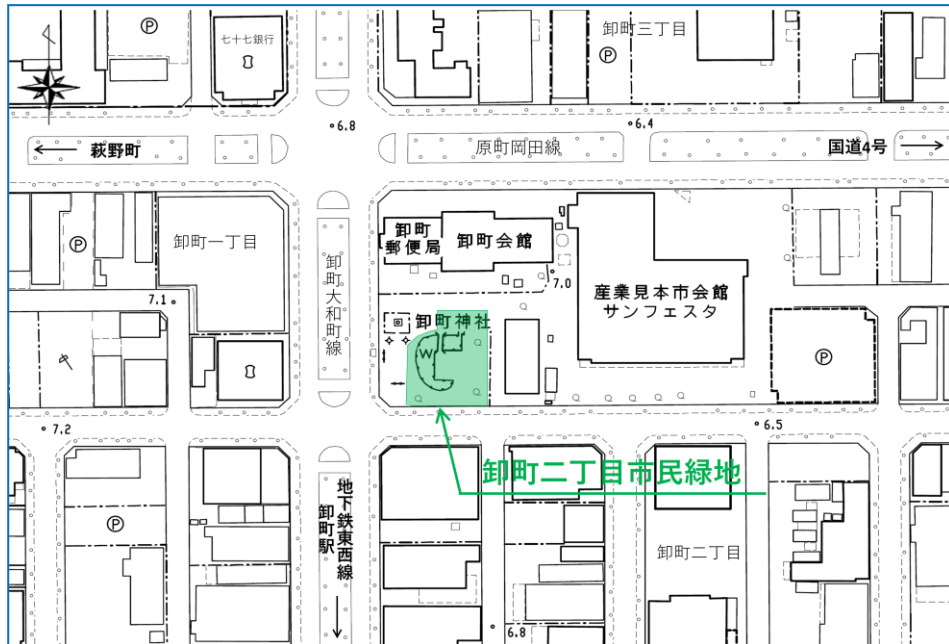 Ⓟ
七十七銀行
卸町三丁目
Ⓟ
6.8
6.4
萩野町
原町岡田線
国道4号
Ⓟ
卸町一丁目
卸町大和町線
卸町
郵便局
卸町会館
7.0
産業見本市会館
サンフェスタ
7.1
卸町神社
W
Ⓟ
7.2
6.5
卸町二丁目市民緑地
地下鉄東西線
卸町駅
Ⓟ
卸町二丁目
6.8